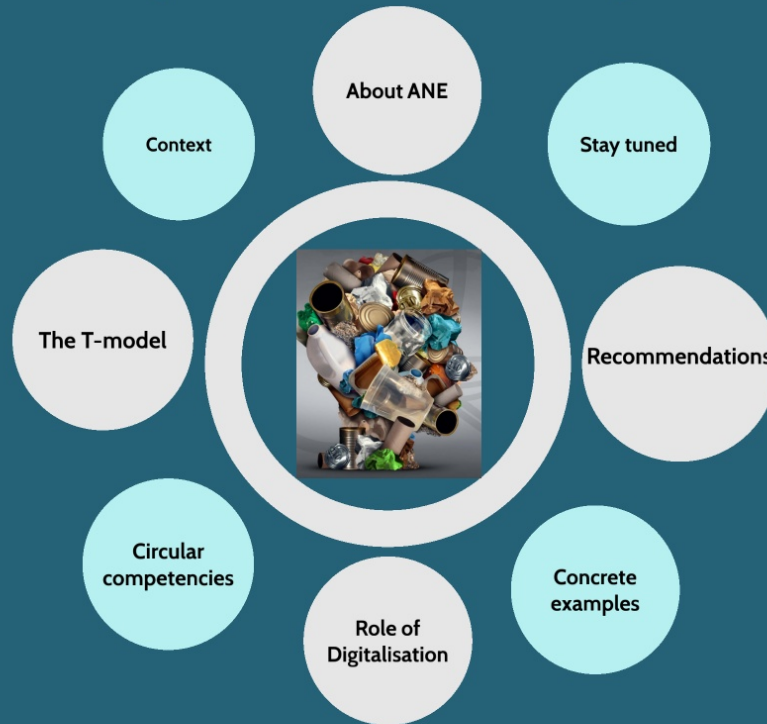 About ANE
Context
Stay tuned
The T-model
Recommendations
Circular
competencies
Concrete
examples
Role of
Digitalisation